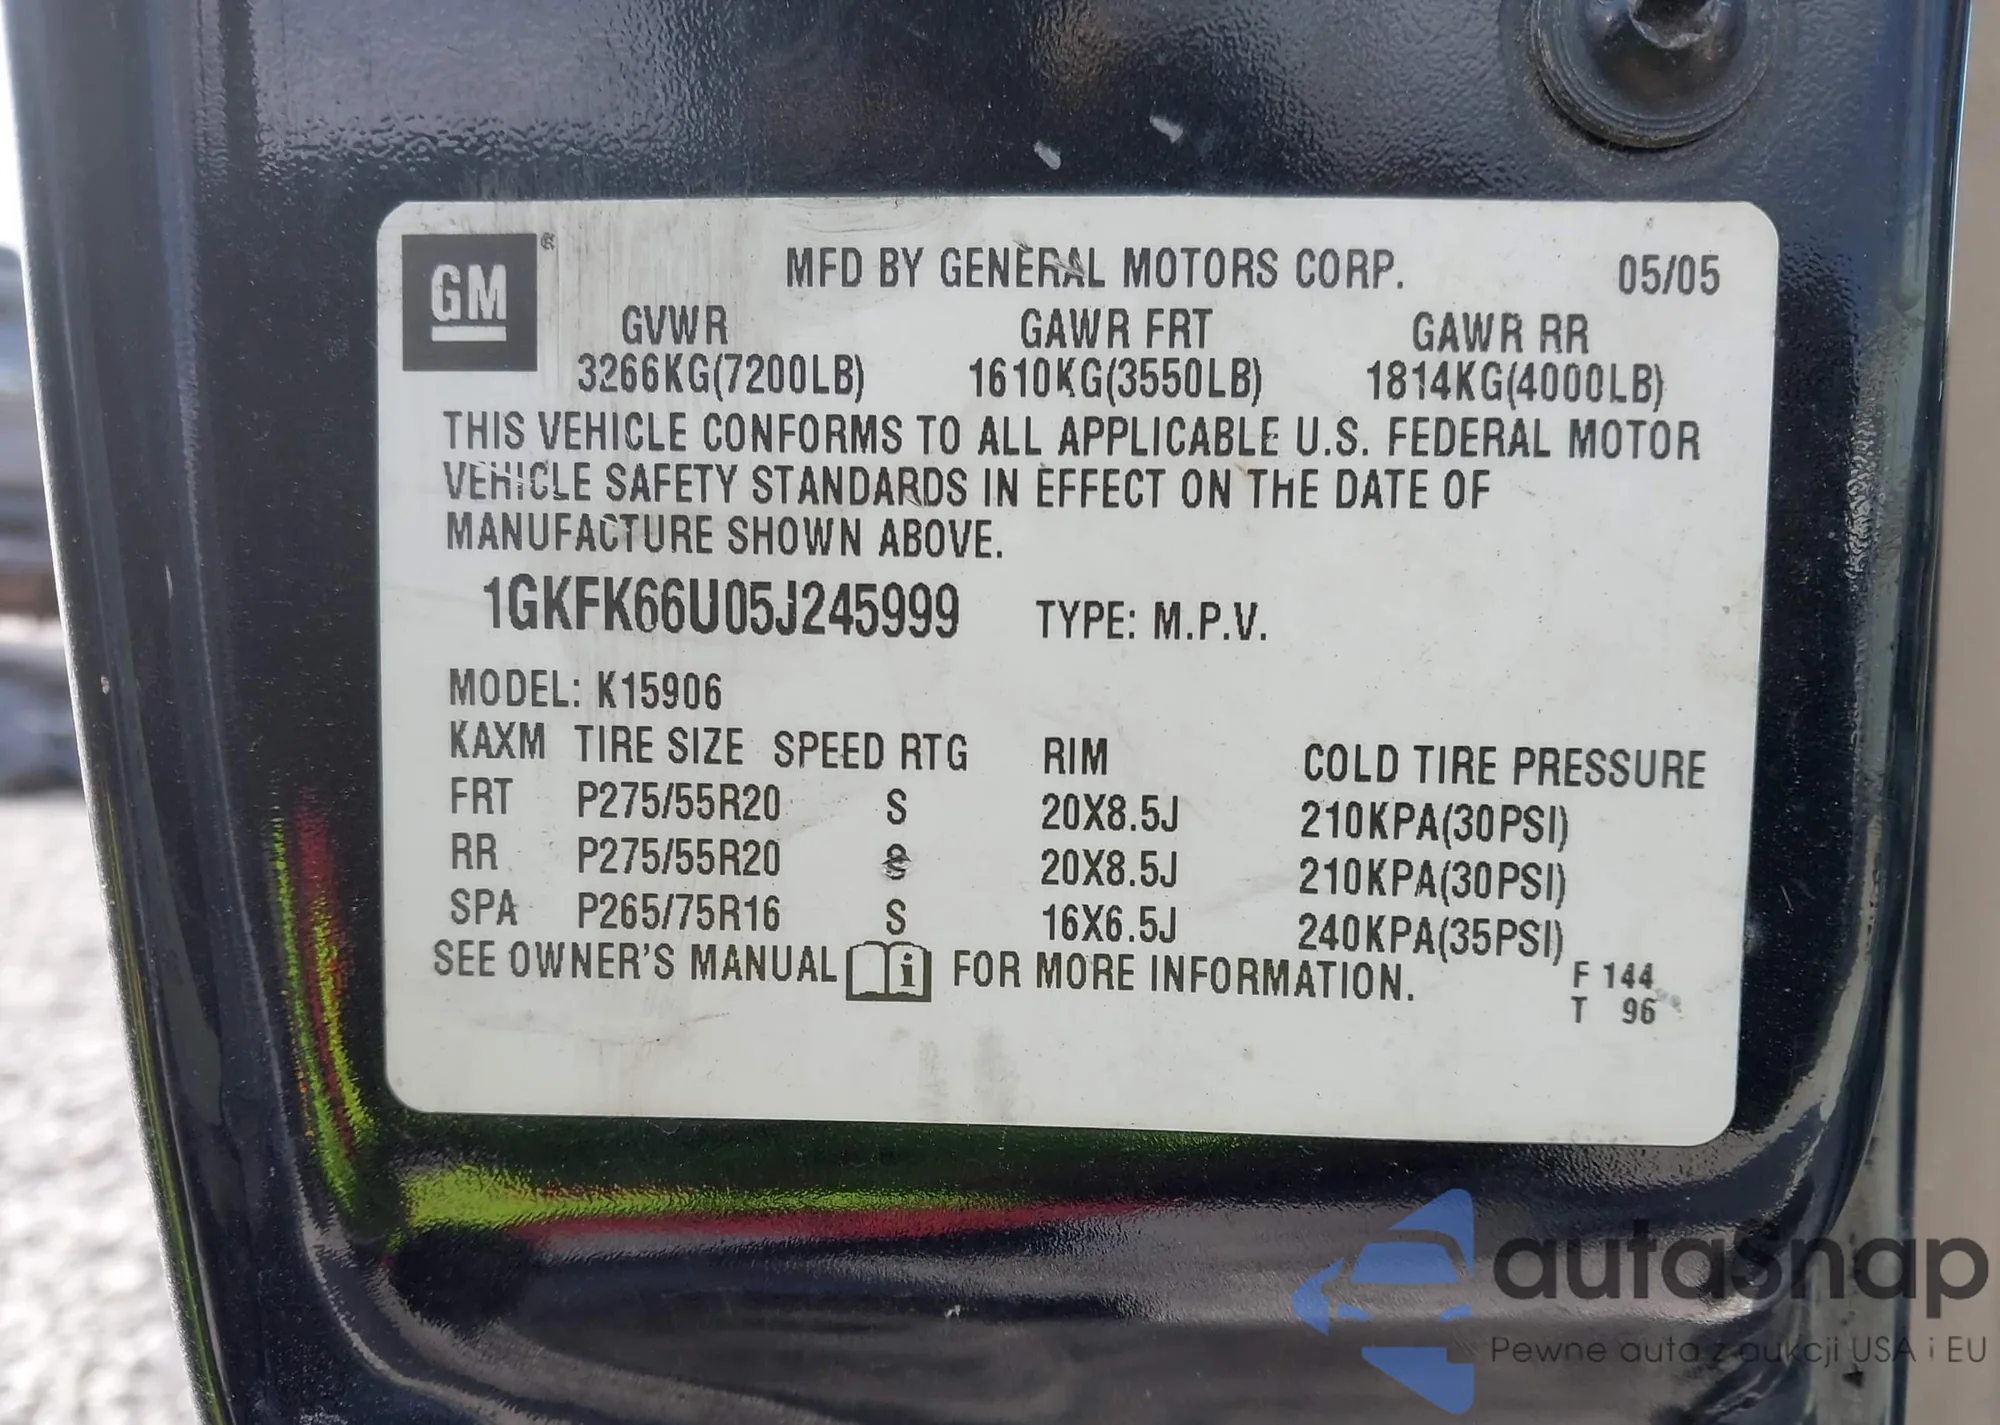 GM ®
MFD BY GENERAL MOTORS CORP. 05/05
GVWR GAWR FRT GAWR RR
3266KG(7200LB) 1610KG(3550LB) 1814KG(4000LB)
THIS VEHICLE CONFORMS TO ALL APPLICABLE U.S. FEDERAL MOTOR
VEHICLE SAFETY STANDARDS IN EFFECT ON THE DATE OF
MANUFACTURE SHOWN ABOVE.
1GKFK66U05J245999 TYPE: M.P.V.
MODEL: K15906
KAXM TIRE SIZE SPEED RTG RIM COLD TIRE PRESSURE
FRT P275/55R20 S 20X8.5J 210KPA(30PSI)
RR P275/55R20 S 20X8.5J 210KPA(30PSI)
SPA P265/75R16 S 16X6.5J 240KPA(35PSI)
SEE OWNER'S MANUAL i FOR MORE INFORMATION.
F 144
T 96
autasnap
Pewne auta z aukcji USA i EU